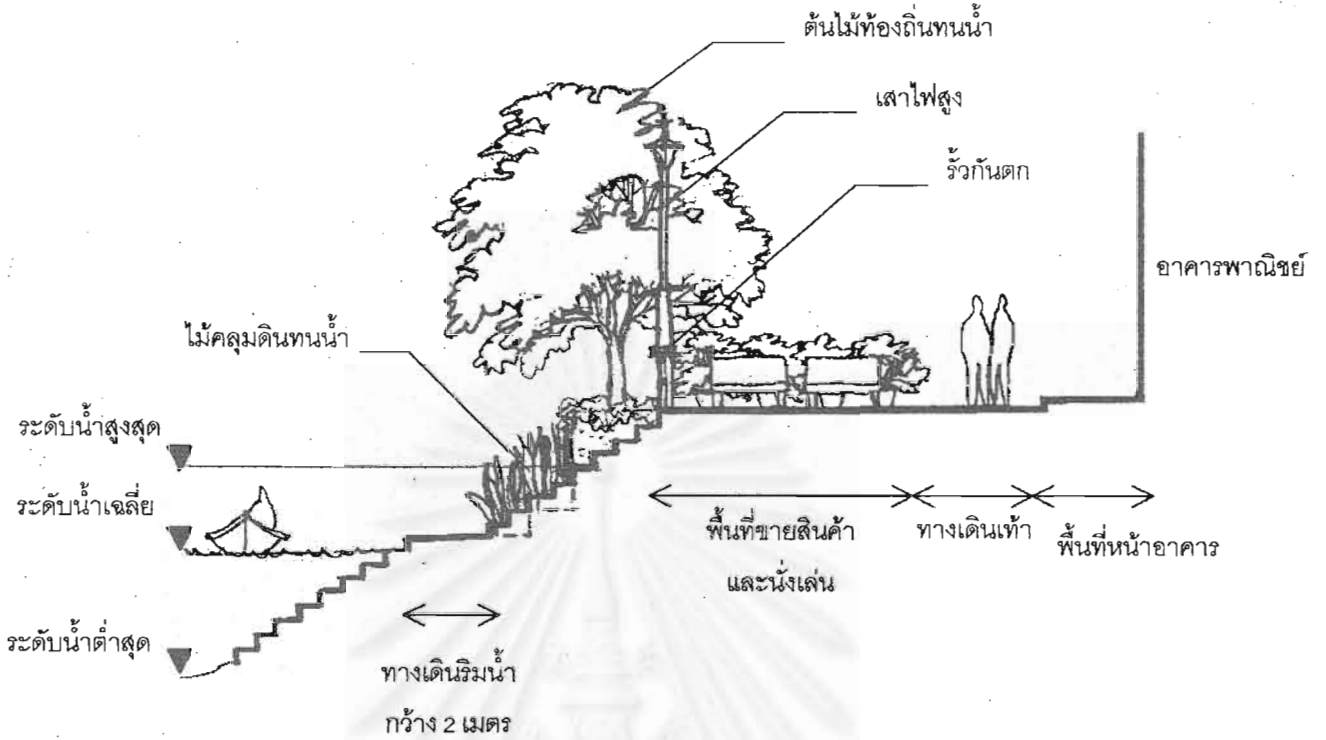 ต้นไม้ท้องถิ่นทนน้ำ
เสาไฟสูง
รั้วกันตก
อาคารพาณิชย์
ไม้คลุมดินทนน้ำ
ระดับน้ำสูงสุด
ระดับน้ำเฉลี่ย
ระดับน้ำต่ำสุด
พื้นที่ขายสินค้า
และนั่งเล่น
ทางเดินเท้า
พื้นที่หน้าอาคาร
ทางเดินริมน้ำ
กว้าง 2 เมตร